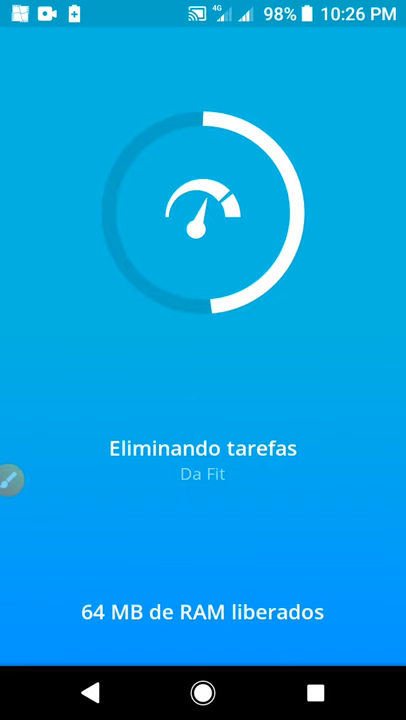 4G 98% 10:26 PM
Eliminando tarefas
Da Fit
64 MB de RAM liberados